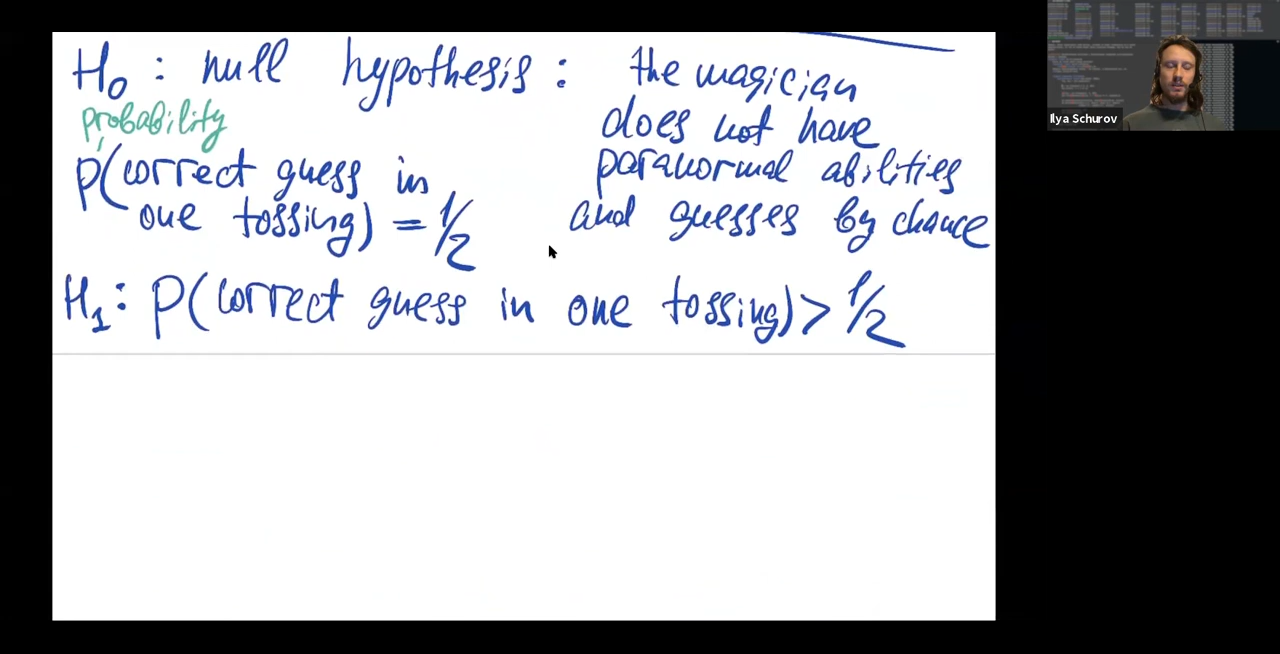 H₀ : null hypothesis : the magician
does not have
paranormal abilities
and guesses by chance
probability
P(correct guess in
one tossing) = 1/2
H₁ : P(correct guess in one tossing) > 1/2
Ilya Schurov